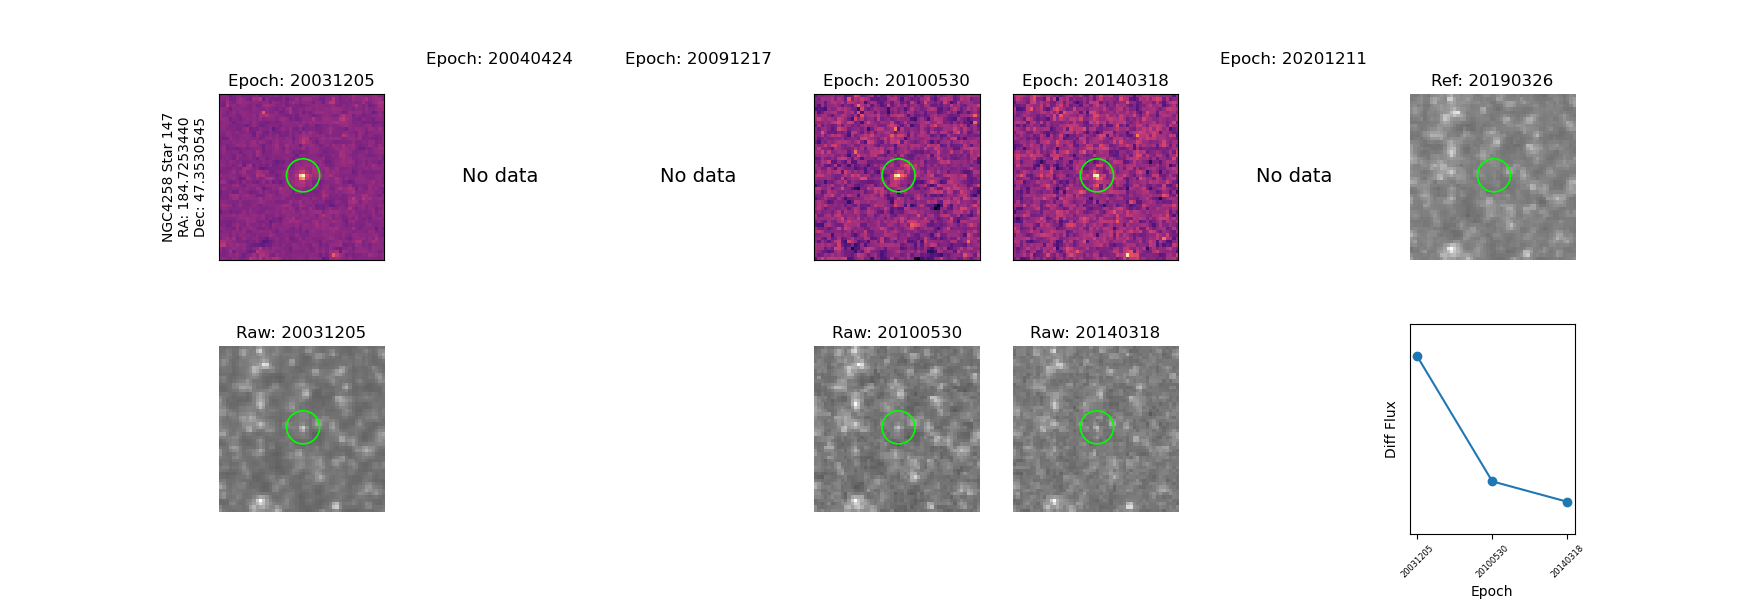 Epoch: 20040424
Epoch: 20091217
Epoch: 20201211
Epoch: 20031205
Epoch: 20100530
Epoch: 20140318
Ref: 20190326
NGC4258 Star 147
RA: 184.7253440
Dec: 47.3530545
No data
No data
No data
Raw: 20031205
Raw: 20100530
Raw: 20140318
Diff Flux
20031205
20100530
20140318
Epoch